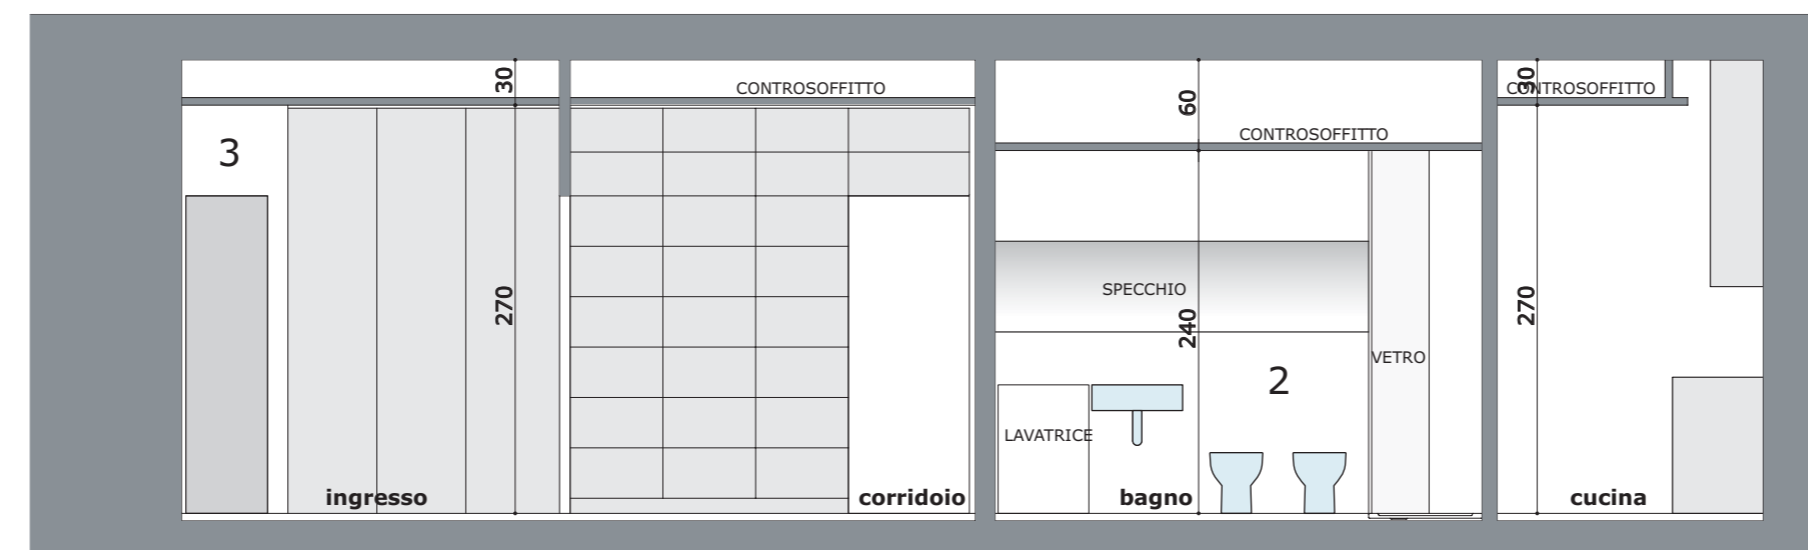 30
CONTROSOFFITTO
60
CONTROSOFFITTO
30
CONTROSOFFITTO
3
270
SPECCHIO
240
270
VETRO
2
LAVATRICE
ingresso
corridoio
bagno
cucina